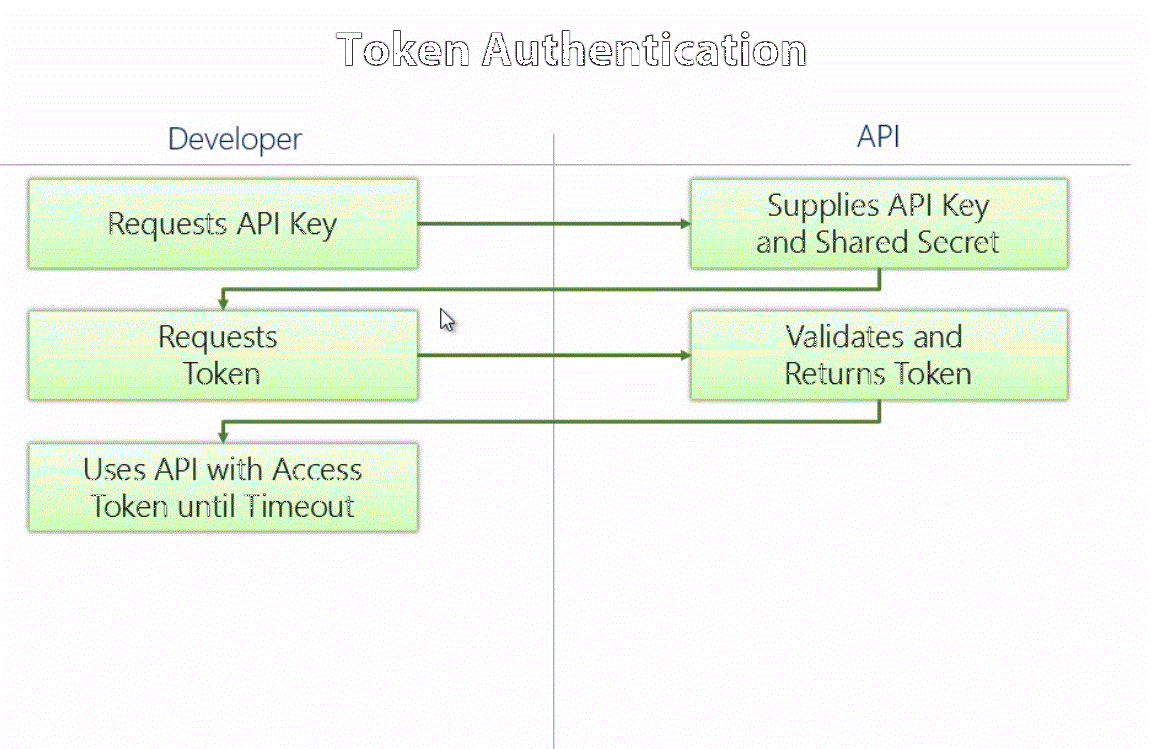 Token Authentication
Developer
API
Requests API Key
Supplies API Key
and Shared Secret
Requests
Token
Validates and
Returns Token
Uses API with Access
Token until Timeout